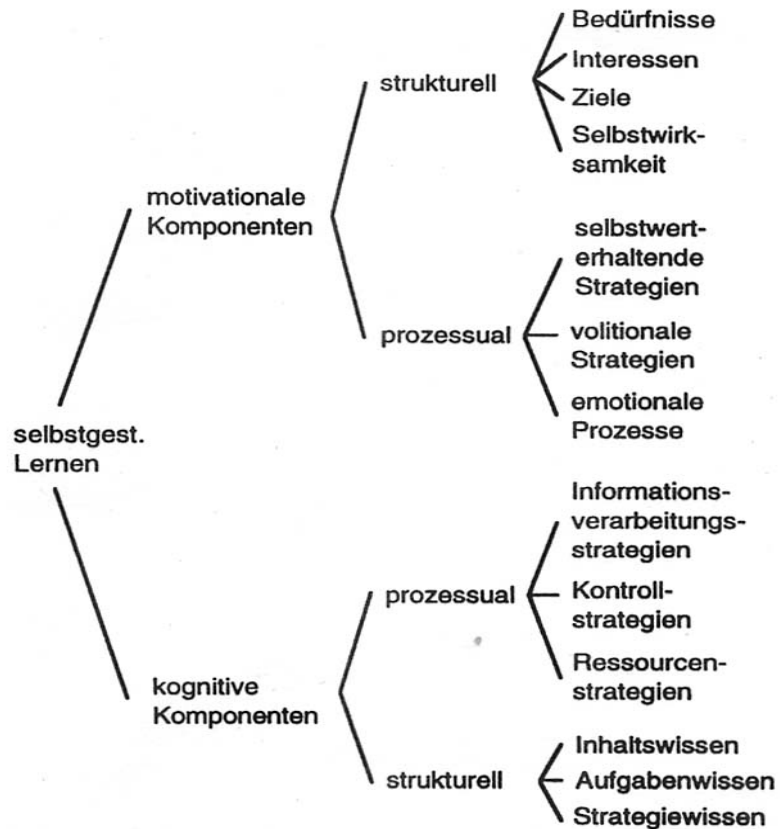 selbstgest.
Lernen
motivationale
Komponenten
strukturell
Bedürfnisse
Interessen
Ziele
Selbstwirk-
samkeit
prozessual
selbstwert-
erhaltende
Strategien
volitionale
Strategien
emotionale
Prozesse
kognitive
Komponenten
prozessual
Informations-
verarbeitungs-
strategien
Kontroll-
strategien
Ressourcen-
strategien
strukturell
Inhaltswissen
Aufgabenwissen
Strategiewissen